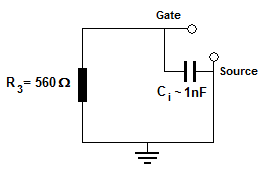 Gate
Source
R3= 560 Ω
Ci ~ 1nF